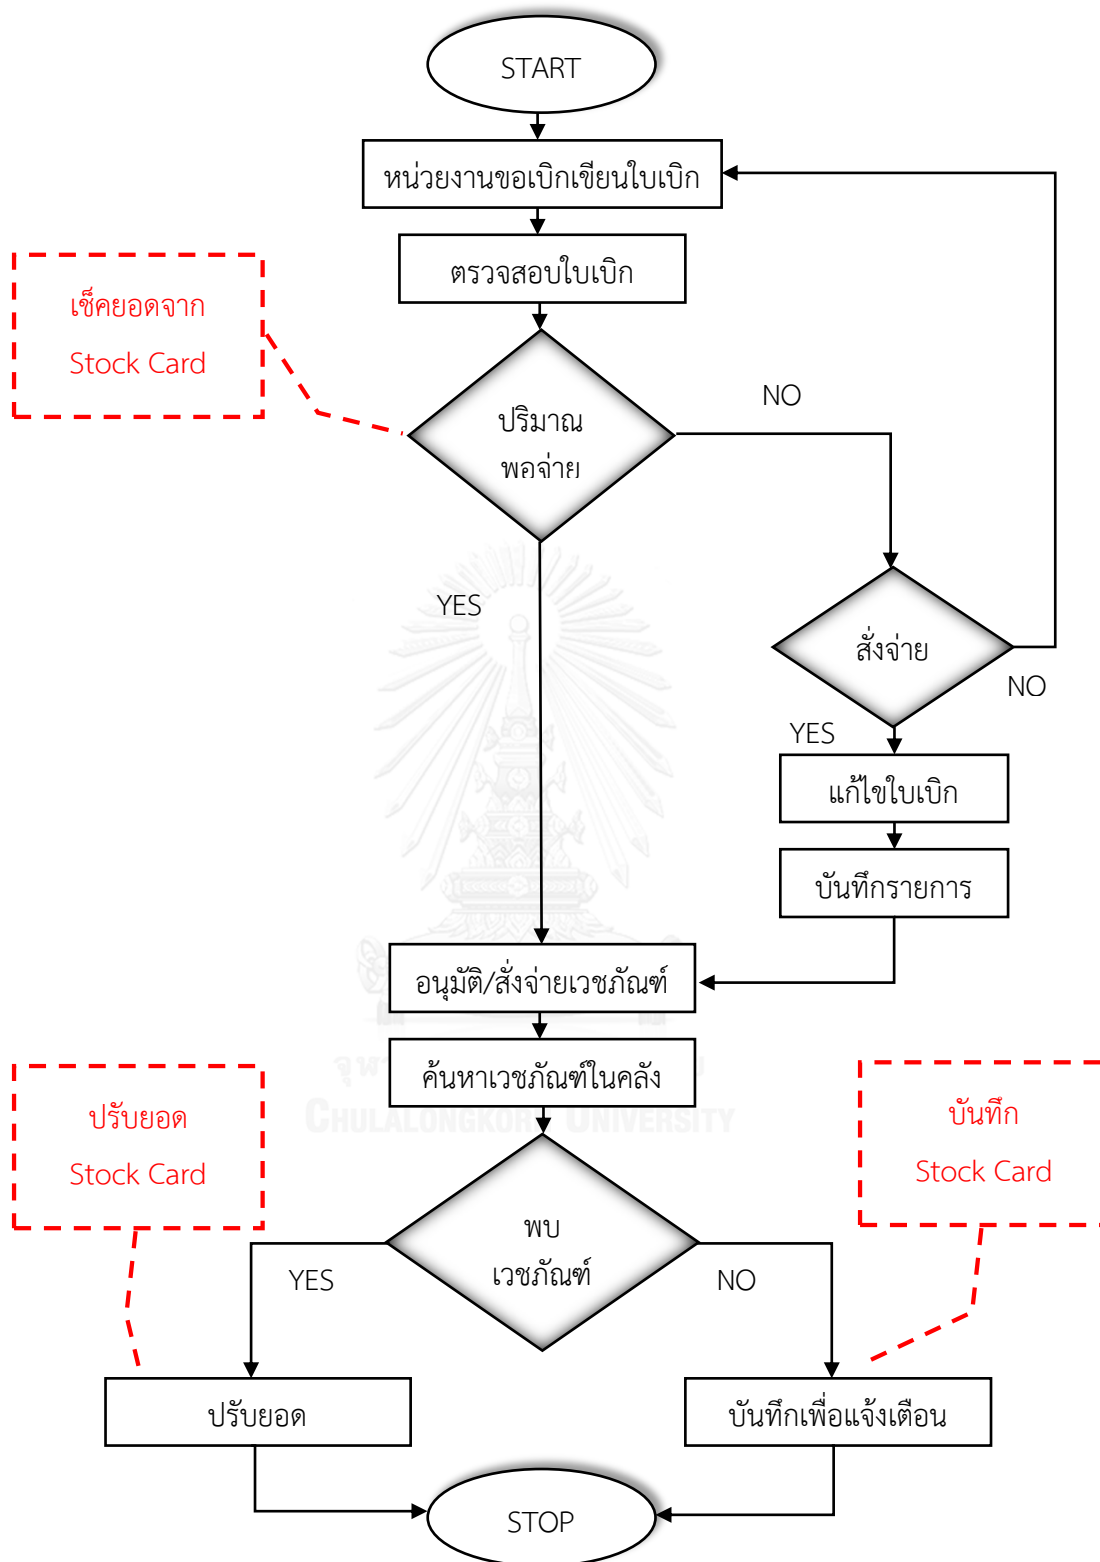 START
หน่วยงานขอเบิกเขียนใบเบิก
ตรวจสอบใบเบิก
เช็คยอดจาก
Stock Card
ปริมาณ
พอจ่าย
NO
YES
สั่งจ่าย
NO
YES
แก้ไขใบเบิก
บันทึกรายการ
อนุมัติ/สั่งจ่ายเวชภัณฑ์
ค้นหาเวชภัณฑ์ในคลัง
CHULALONGKORN UNIVERSITY
ปรับยอด
Stock Card
บันทึก
Stock Card
พบ
เวชภัณฑ์
YES
NO
ปรับยอด
บันทึกเพื่อแจ้งเตือน
STOP